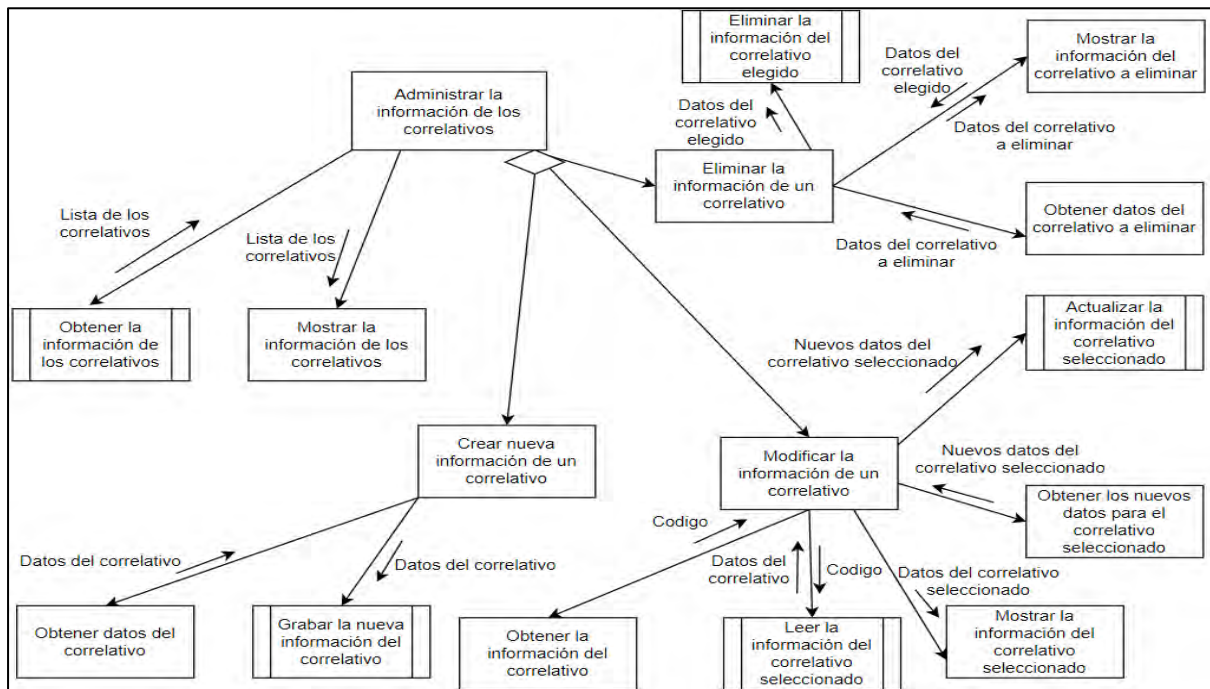 Eliminar la
información del
correlativo
elegido
Mostrar la
información del
correlativo a eliminar
Datos del
correlativo
elegido
Administrar la
información de los
correlativos
Datos del
correlativo
elegido
Datos del correlativo
a eliminar
Eliminar la
información de un
correlativo
Obtener datos del
correlativo a eliminar
Datos del correlativo
a eliminar
Lista de los
correlativos
Lista de los
correlativos
Obtener la
información de
los correlativos
Mostrar la
información de los
correlativos
Actualizar la
información del
correlativo
seleccionado
Nuevos datos del
correlativo seleccionado
Crear nueva
información de un
correlativo
Modificar la
información de un
correlativo
Nuevos datos del
correlativo seleccionado
Obtener los nuevos
datos para el
correlativo
seleccionado
Datos del correlativo
Datos del correlativo
Codigo
Datos del
correlativo
Codigo
Datos del correlativo
seleccionado
Obtener datos del
correlativo
Grabar la nueva
información del
correlativo
Obtener la
información del
correlativo
Leer la
información del
correlativo
seleccionado
Mostrar la
información del
correlativo
seleccionado